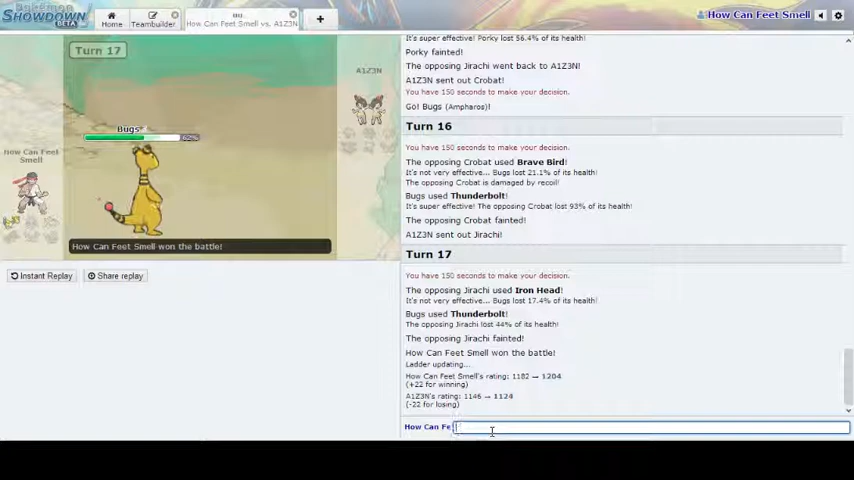 Pokémon
SHOWDOWN
BETA
Home
Teambuilder
How Can Feet Smell vs. A1Z3N
+
How Can Feet Smell
Turn 17
A1Z3N
Bugs
62%
How Can Feet Smell
How Can Feet Smell won the battle!
Instant Replay
Share replay
It's super effective! Porky lost 56.4% of its health!
Porky fainted!
The opposing Jirachi went back to A1Z3N!
A1Z3N sent out Crobat!
You have 150 seconds to make your decision.
Go! Bugs (Ampharos)!
Turn 16
You have 150 seconds to make your decision.
The opposing Crobat used Brave Bird!
It's not very effective... Bugs lost 21.1% of its health!
The opposing Crobat is damaged by recoil!
Bugs used Thunderbolt!
It's super effective! The opposing Crobat lost 93% of its health!
The opposing Crobat fainted!
A1Z3N sent out Jirachi!
Turn 17
You have 150 seconds to make your decision.
The opposing Jirachi used Iron Head!
It's not very effective... Bugs lost 17.4% of its health!
Bugs used Thunderbolt!
The opposing Jirachi lost 44% of its health!
The opposing Jirachi fainted!
How Can Feet Smell won the battle!
Ladder updating...
How Can Feet Smell's rating: 1182 → 1204
(+22 for winning)
A1Z3N's rating: 1146 → 1124
(-22 for losing)
How Can Fe